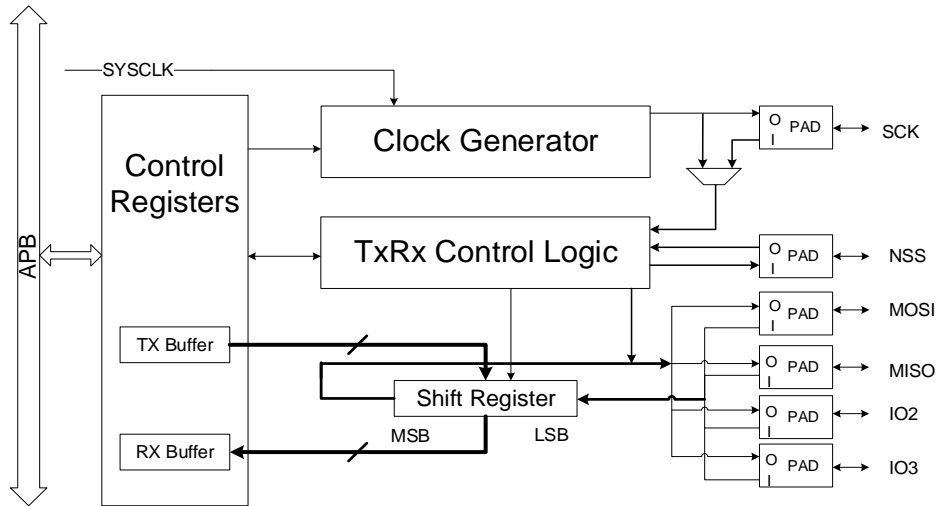 SYSCLK
Clock Generator
O
I
PAD
SCK
Control
Registers
APB
TxRx Control Logic
O
I
PAD
NSS
O
I
PAD
MOSI
TX Buffer
O
I
PAD
MISO
Shift Register
MSB
LSB
O
I
PAD
IO2
RX Buffer
O
I
PAD
IO3